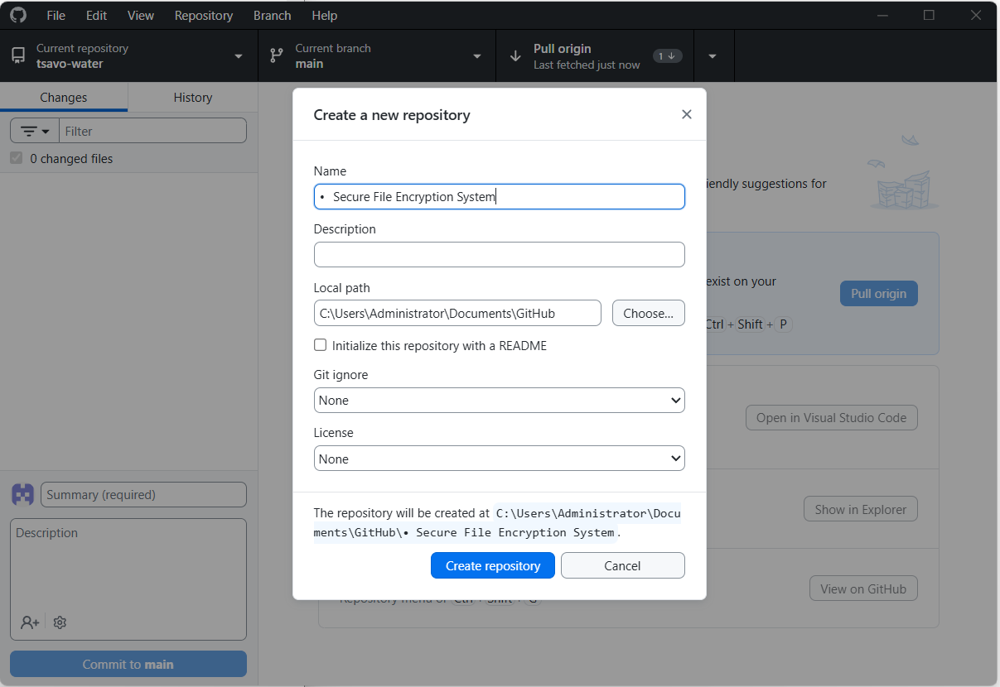 File Edit View Repository Branch Help
Current repository
tsavo-water
Current branch
main
Pull origin
Last fetched just now
1
Changes
History
Filter
0 changed files
Create a new repository
Name
• Secure File Encryption System
Description
Local path
C:\Users\Administrator\Documents\GitHub
Choose...
Initialize this repository with a README
Git ignore
None
License
None
The repository will be created at C:\Users\Administrator\Docu
ments\GitHub\• Secure File Encryption System.
Create repository
Cancel
iendly suggestions for
exist on your
Pull origin
Ctrl + Shift + P
Open in Visual Studio Code
Show in Explorer
View on GitHub
Repository menu or Ctrl + Shift + G
Summary (required)
Description
Commit to main